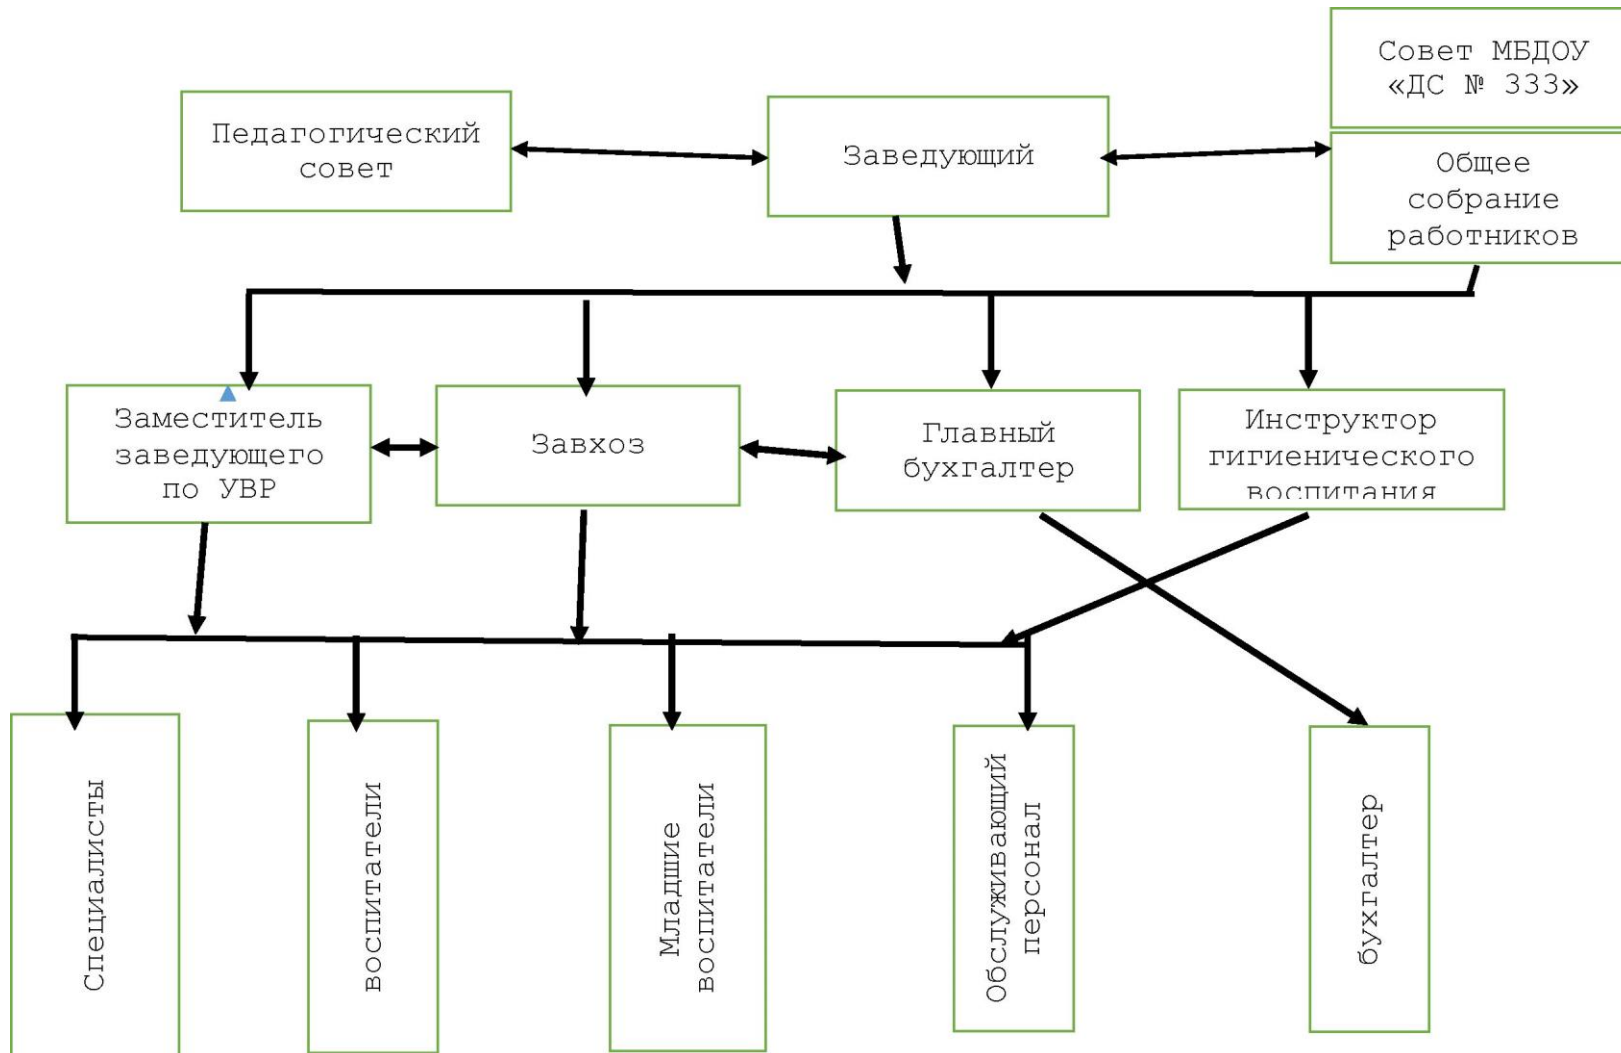 Совет МБДОУ
«ДС № 333»
Педагогический
совет
Заведующий
Общее
собрание
работников
Заместитель
заведующего
по УВР
Завхоз
Главный
бухгалтер
Инструктор
гигиенического
воспитания
Специалисты
воспитатели
Младшие
воспитатели
Обслуживающий
персонал
бухгалтер